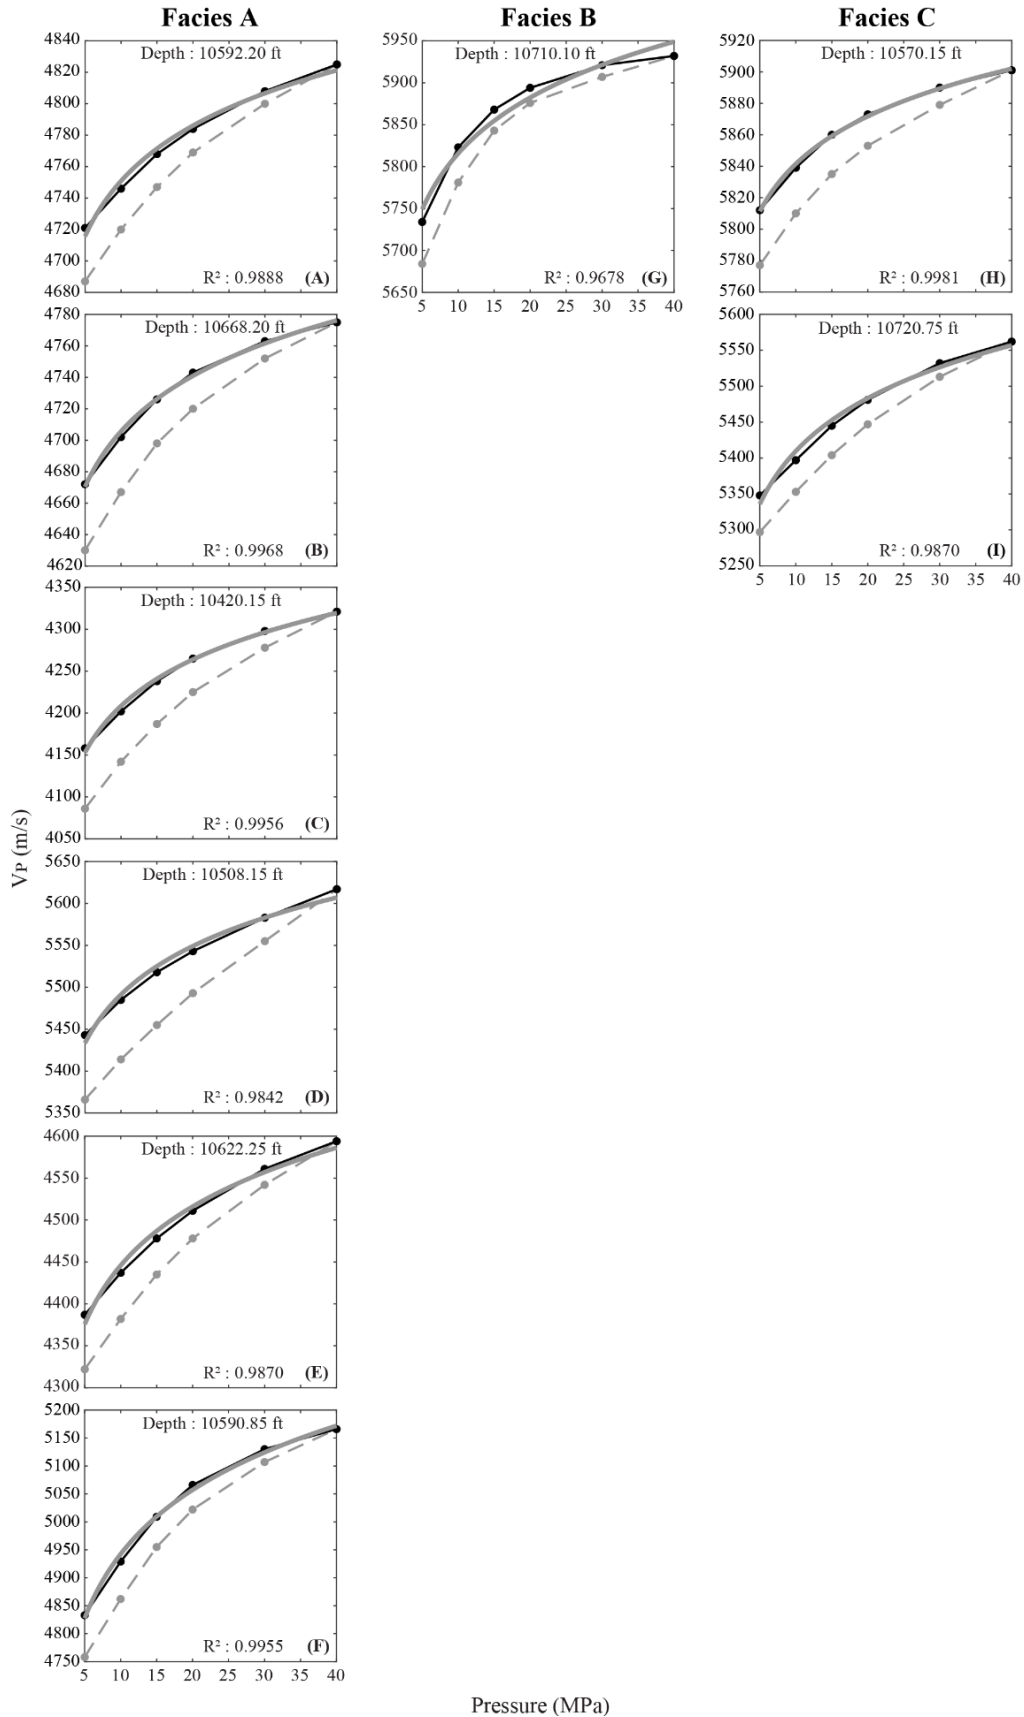 Facies A
Facies B
Facies C
4840
4820
4800
4780
4760
4740
4720
4700
4680
Depth : 10592.20 ft
R² : 0.9888 (A)
5950
5900
5850
5800
5750
5700
5650
Depth : 10710.10 ft
R² : 0.9678 (G)
5 10 15 20 25 30 35 40
5920
5900
5880
5860
5840
5820
5800
5780
5760
Depth : 10570.15 ft
R² : 0.9981 (H)
4780
4760
4740
4720
4700
4680
4660
4640
4620
Depth : 10668.20 ft
R² : 0.9968 (B)
5600
5550
5500
5450
5400
5350
5300
5250
Depth : 10720.75 ft
R² : 0.9870 (I)
5 10 15 20 25 30 35 40
4350
4300
4250
4200
4150
4100
4050
Depth : 10420.15 ft
R² : 0.9956 (C)
VP (m/s)
5650
5600
5550
5500
5450
5400
5350
Depth : 10508.15 ft
R² : 0.9842 (D)
4600
4550
4500
4450
4400
4350
4300
Depth : 10622.25 ft
R² : 0.9870 (E)
5200
5150
5100
5050
5000
4950
4900
4850
4800
4750
Depth : 10590.85 ft
R² : 0.9955 (F)
5 10 15 20 25 30 35 40
Pressure (MPa)